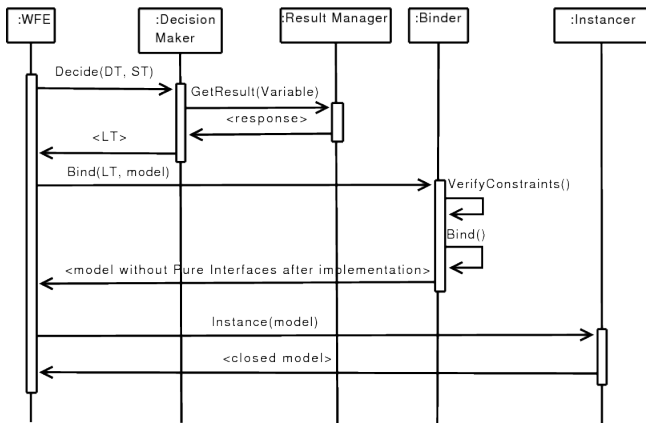 :WFE
:Decision
Maker
:Result Manager
:Binder
:Instancer
Decide(DT, ST)
GetResult(Variable)
<response>
<LT>
Bind(LT, model)
VerifyConstraints()
Bind()
<model without Pure Interfaces after implementation>
Instance(model)
<closed model>